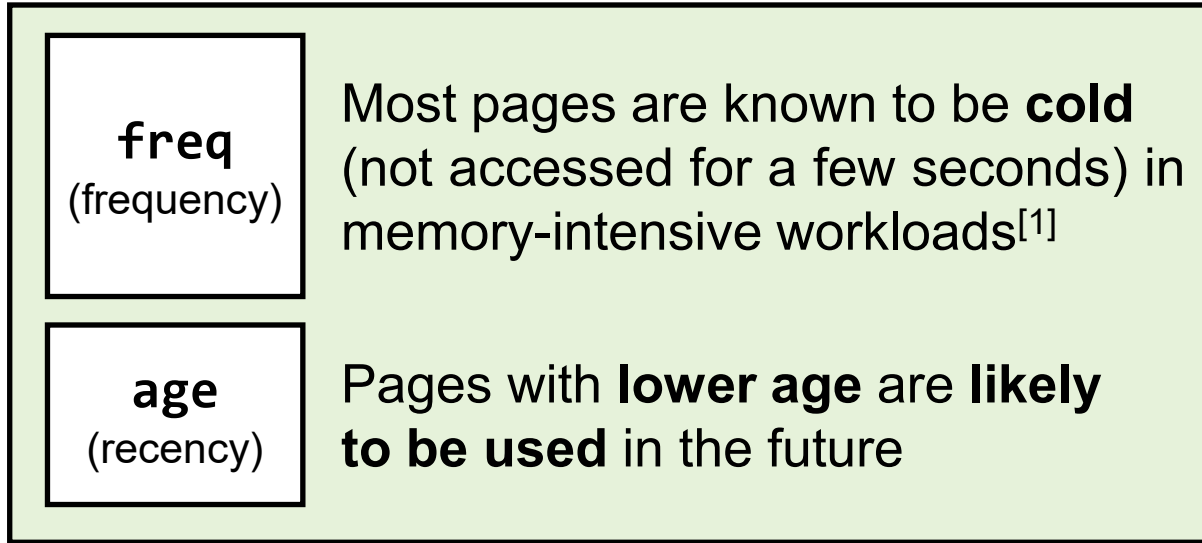 freq
(frequency)
Most pages are known to be cold
(not accessed for a few seconds) in
memory-intensive workloads[1]
age
(recency)
Pages with lower age are likely
to be used in the future